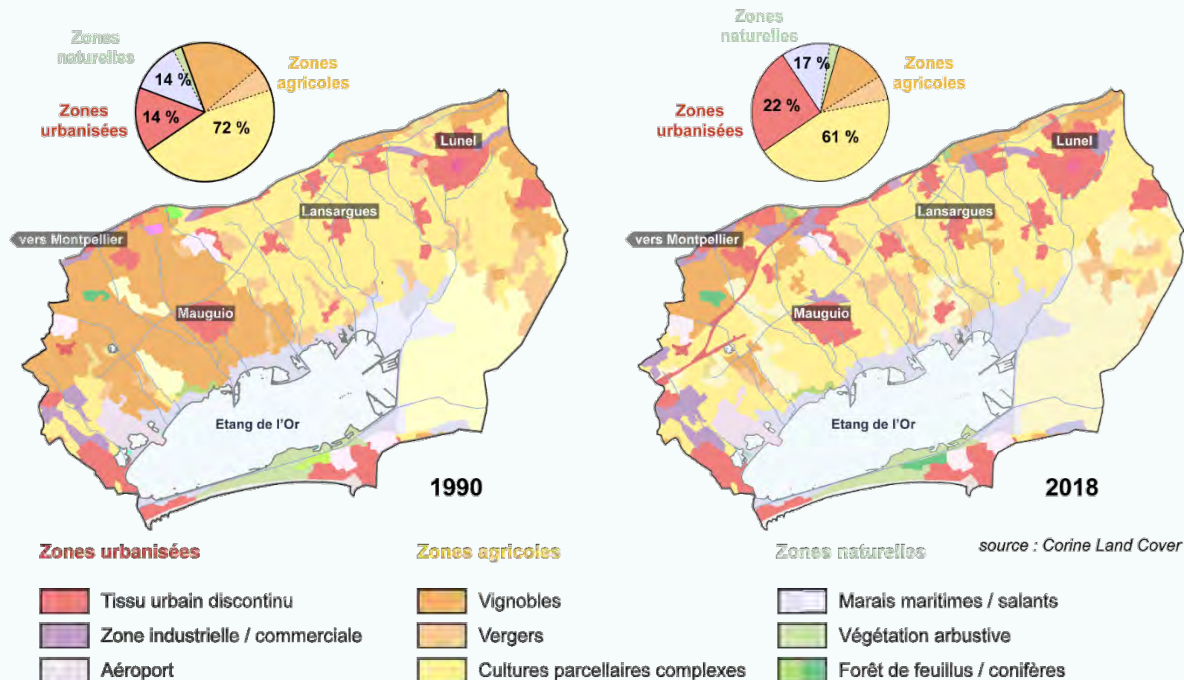 Zones
naturelles
14 %
Zones
agricoles
Zones
urbanisées
14 %
72 %
Lunel
Lansargues
vers Montpellier
Mauguio
Etang de l'Or
1990
Zones
naturelles
17 %
Zones
agricoles
Zones
urbanisées
22 %
61 %
Lunel
Lansargues
vers Montpellier
Mauguio
Etang de l'Or
2018
source : Corine Land Cover
Zones urbanisées
Tissu urbain discontinu
Zone industrielle / commerciale
Aéroport
Zones agricoles
Vignobles
Vergers
Cultures parcellaires complexes
Zones naturelles
Marais maritimes / salants
Végétation arbustive
Forêt de feuillus / conifères